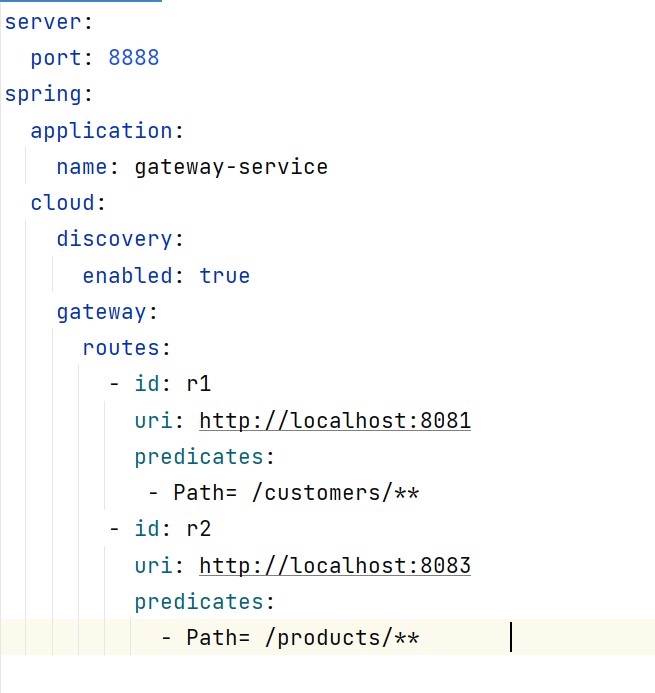 server:
  port: 8888
spring:
  application:
    name: gateway-service
  cloud:
    discovery:
      enabled: true
    gateway:
      routes:
        - id: r1
          uri: http://localhost:8081
          predicates:
           - Path= /customers/**
        - id: r2
          uri: http://localhost:8083
          predicates:
            - Path= /products/**